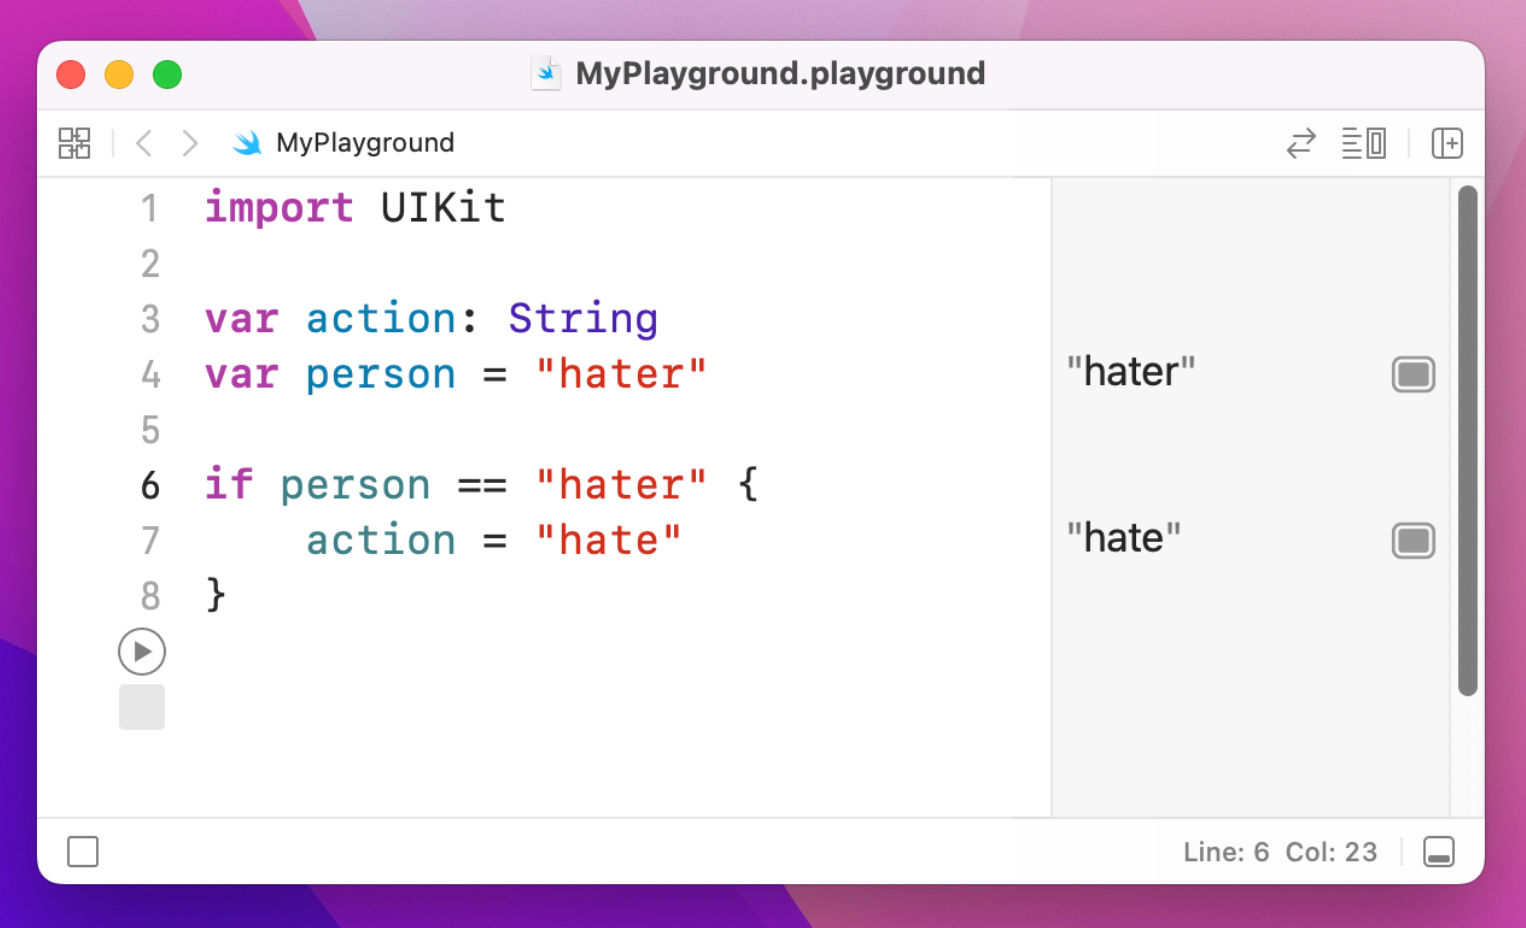 MyPlayground.playground
MyPlayground
1 import UIKit
2
3 var action: String
4 var person = "hater" "hater"
5
6 if person == "hater" {
7     action = "hate" "hate"
8 }
Line: 6 Col: 23